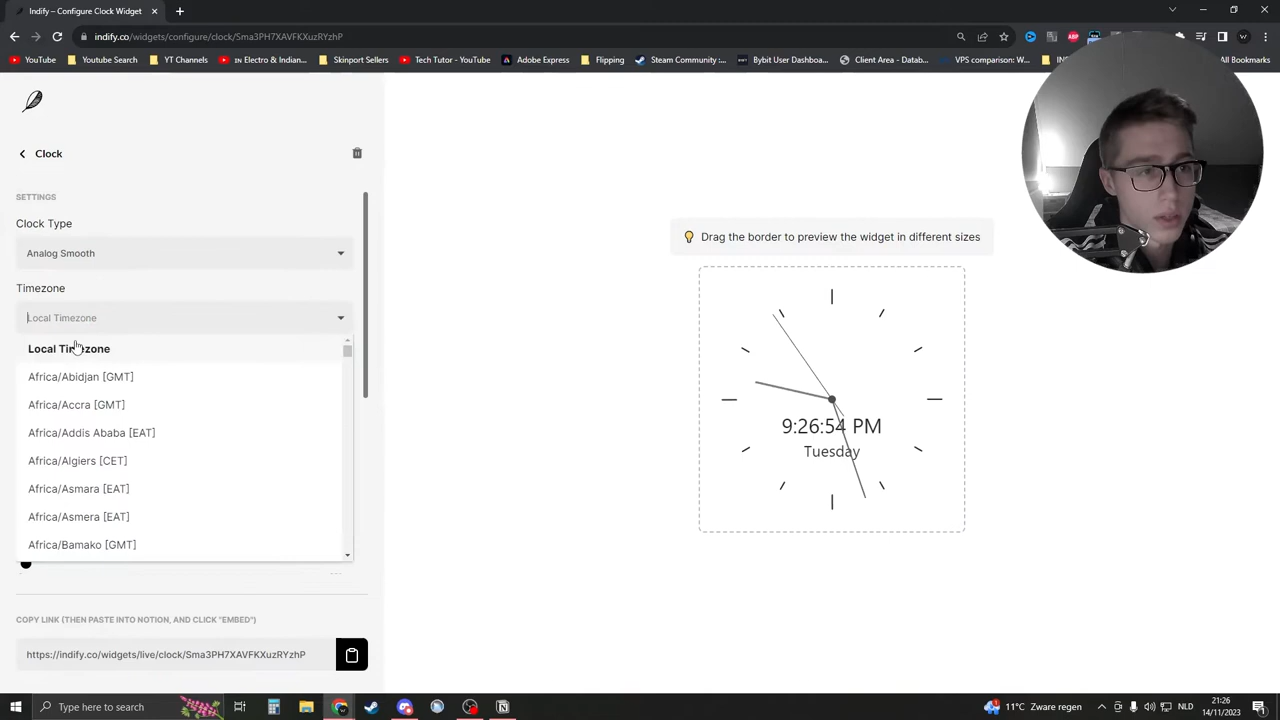 Indify - Configure Clock Widget
indify.co/widgets/configure/clock/Sma3PH7XAVFKXuzRYzhP
YouTube
Youtube Search
YT Channels
Electro & Indian...
Skinport Sellers
Tech Tutor - YouTube
Adobe Express
Flipping
Steam Community :...
Bybit User Dashboa...
Client Area - Datab...
VPS comparison: W...
All Bookmarks
Clock
SETTINGS
Clock Type
Analog Smooth
Timezone
Local Timezone
Local Timezone
Africa/Abidjan [GMT]
Africa/Accra [GMT]
Africa/Addis Ababa [EAT]
Africa/Algiers [CET]
Africa/Asmara [EAT]
Africa/Asmera [EAT]
Africa/Bamako [GMT]
COPY LINK (THEN PASTE INTO NOTION, AND CLICK "EMBED")
https://indify.co/widgets/live/clock/Sma3PH7XAVFKXuzRYzhP
Drag the border to preview the widget in different sizes
9:26:54 PM
Tuesday
Type here to search
11°C Zware regen
NLD
21:26
14/11/2023